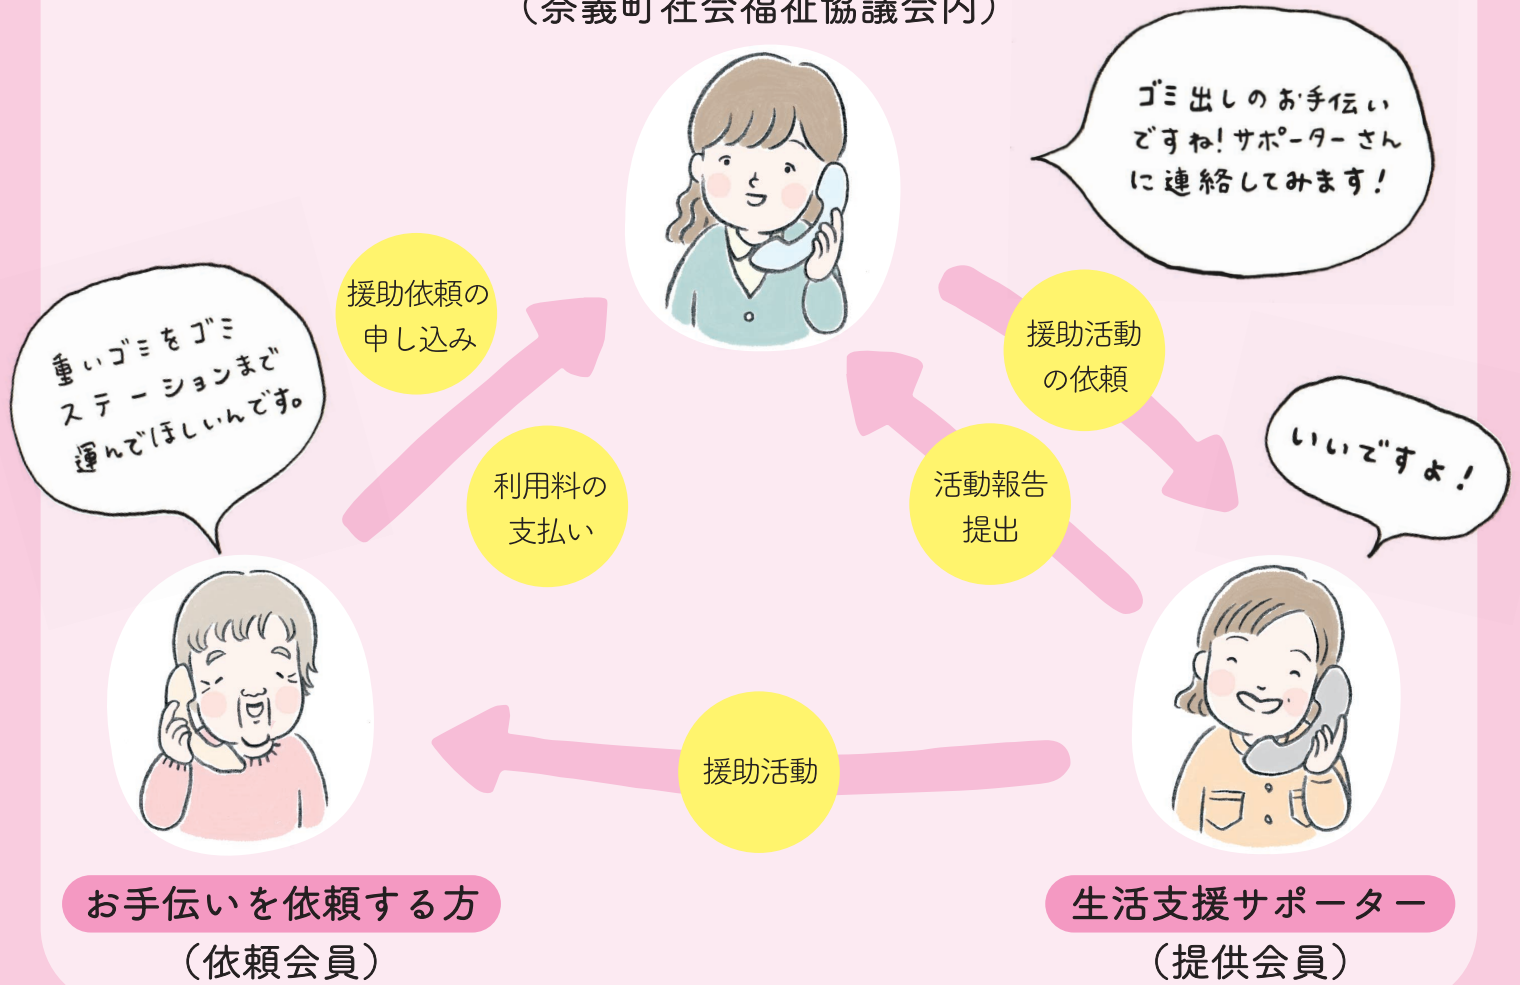 （奈義町社会福祉協議会内）
ゴミ出しのお手伝い
ですね！サポーターさん
に連絡してみます！
援助依頼の
申し込み
重いゴミをゴミ
ステーションまで
運んでほしいんです。
援助活動
の依頼
いいですよ！
利用料の
支払い
活動報告
提出
援助活動
お手伝いを依頼する方
（依頼会員）
生活支援サポーター
（提供会員）